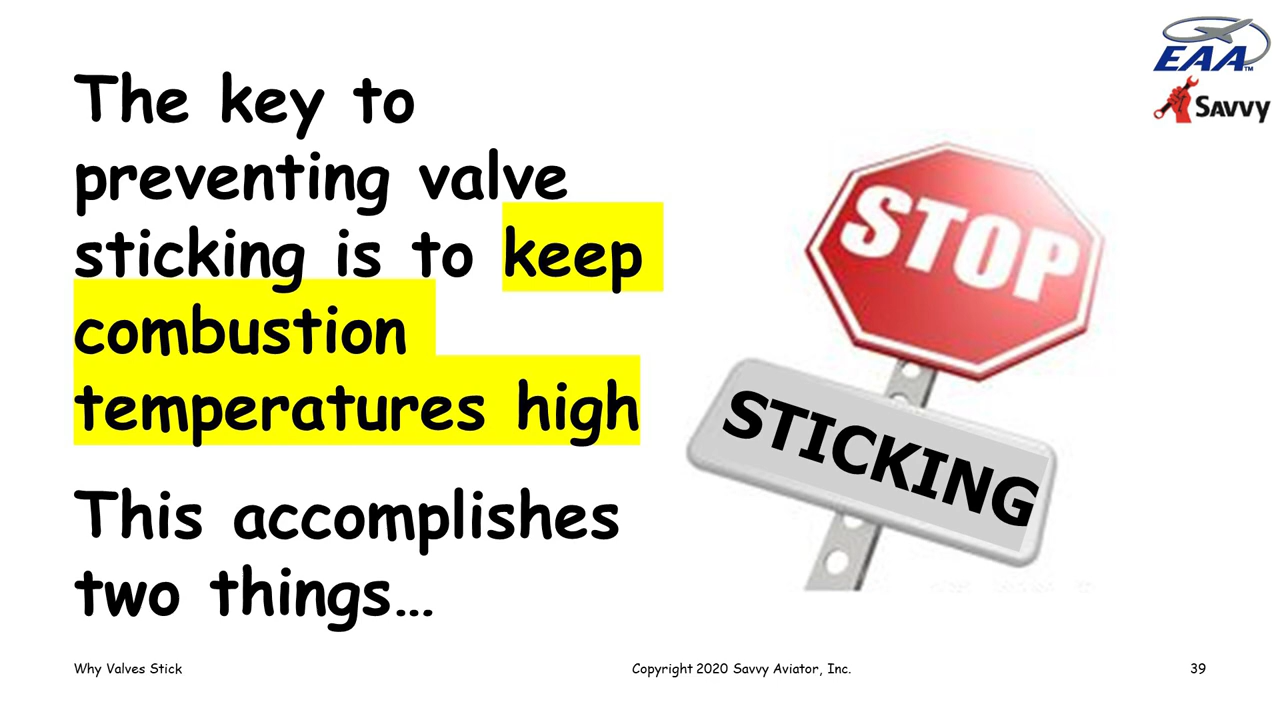 EAA™
SAVVY
The key to
preventing valve
sticking is to keep
combustion
temperatures high
This accomplishes
two things…
STOP
STICKING
Why Valves Stick
Copyright 2020 Savvy Aviator, Inc.
39